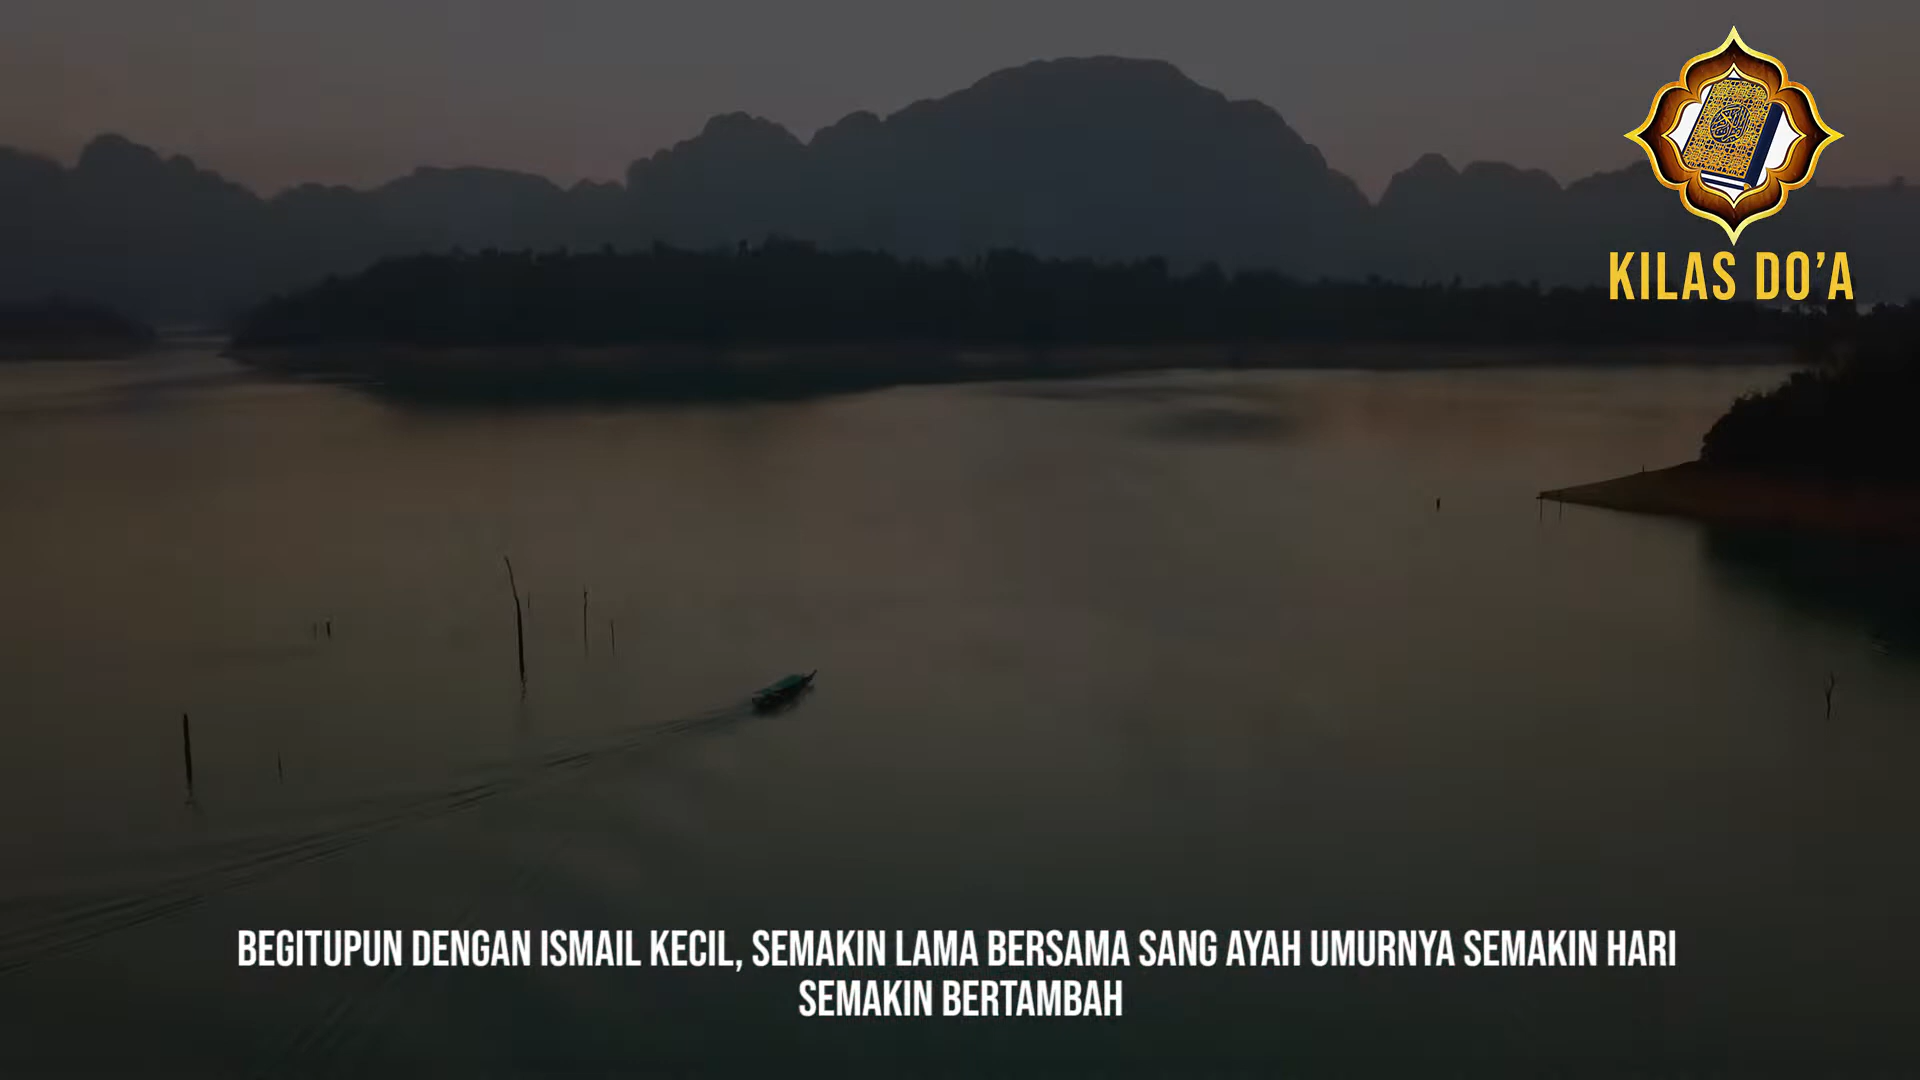 KILAS DO’A
BEGITUPUN DENGAN ISMAIL KECIL, SEMAKIN LAMA BERSAMA SANG AYAH UMURNYA SEMAKIN HARI
SEMAKIN BERTAMBAH